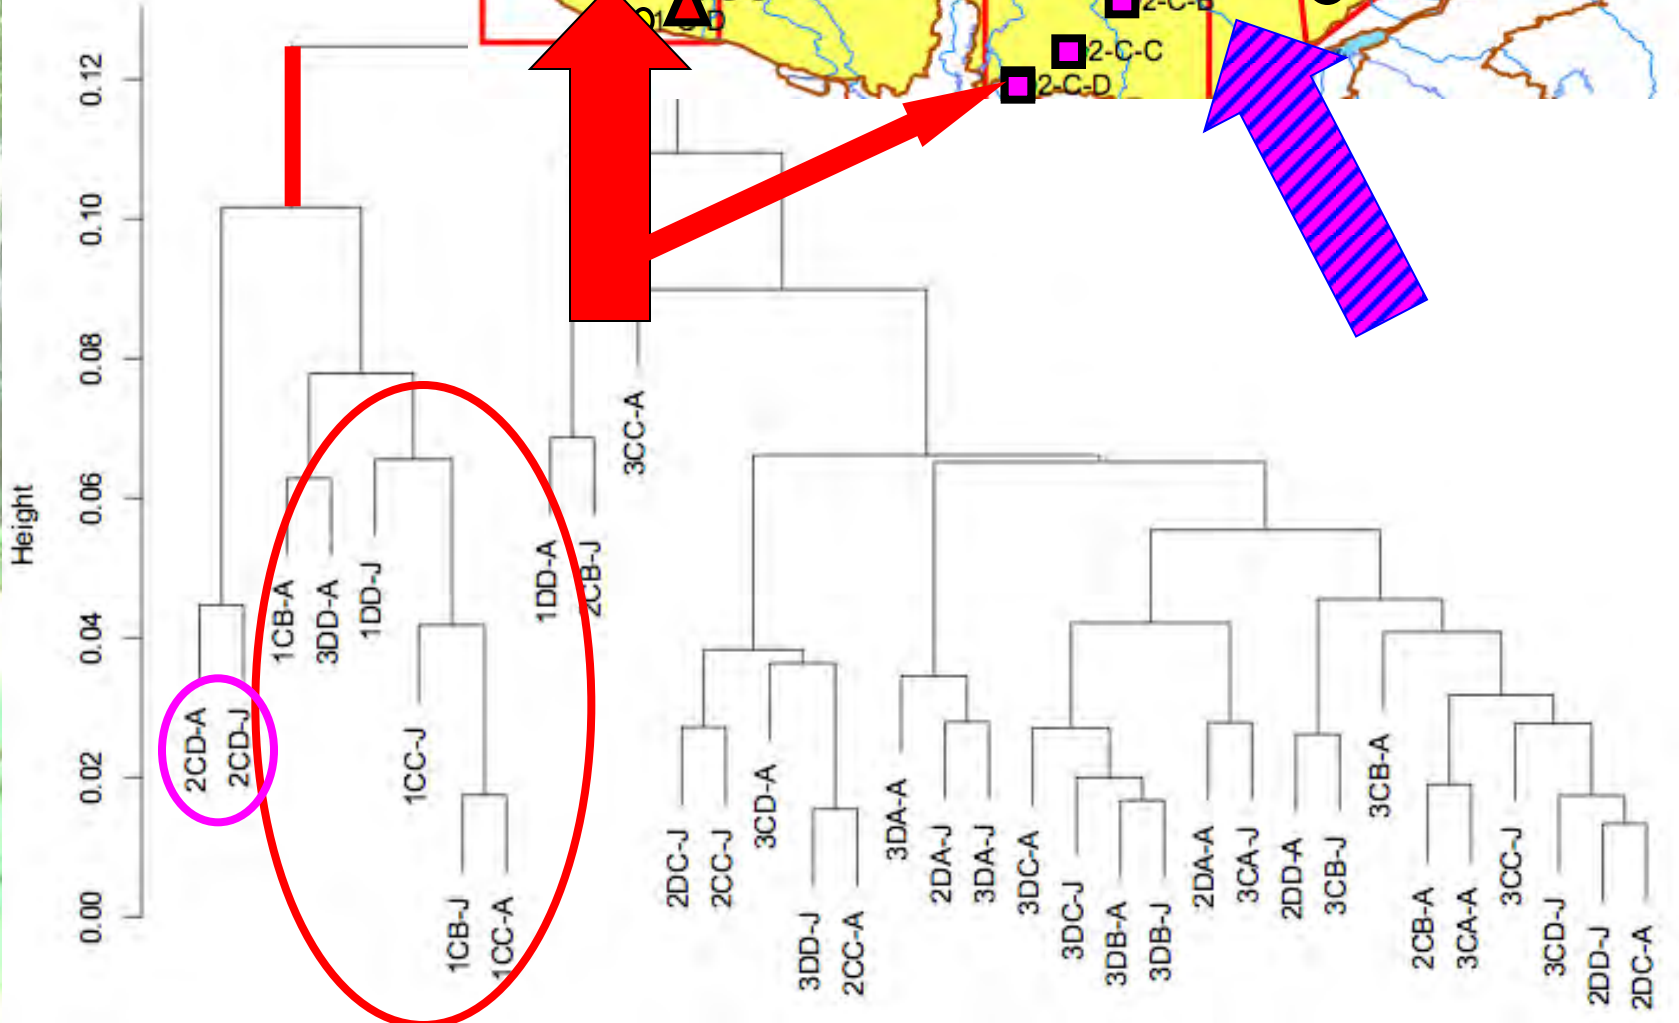 2-C-B
2-C-C
2-C-D
Height
0.12
0.10
0.08
0.06
0.04
0.02
0.00
2CD-A
2CD-J
1CB-A
3DD-A
1DD-J
1CC-J
1CB-J
1CC-A
1DD-A
2CB-J
3CC-A
2DC-J
2CC-J
3CD-A
3DD-J
2CC-A
3DA-A
2DA-J
3DA-J
3DC-A
3DC-J
3DB-A
3DB-J
2DA-A
3CA-J
2DD-A
3CB-J
3CB-A
2CB-A
3CA-A
3CC-J
3CD-J
2DD-J
2DC-A